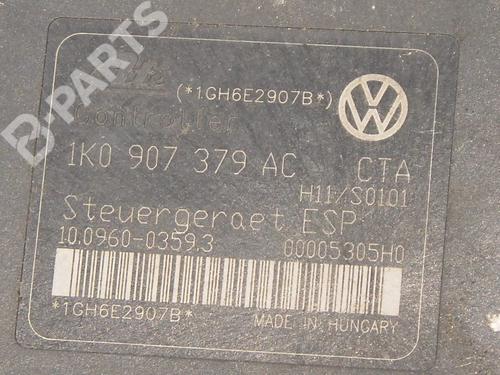 B-PARTS
(*1GH6E2907B*)
Controller
1K0 907 379 AC CTA
H11/S0101
Steuergeraet ESP
10.0960-0359.3 00005305H0
*1GH6E2907B*
MADE IN HUNGARY